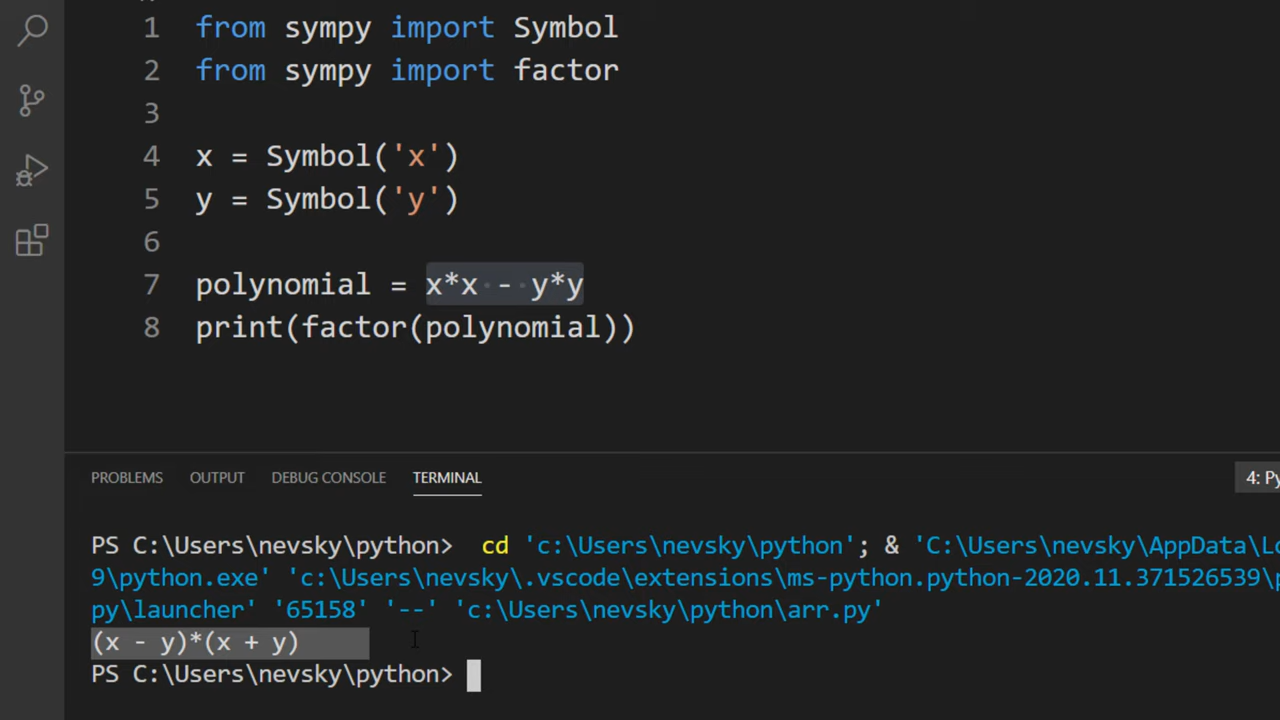 1 from sympy import Symbol
2 from sympy import factor
3
4 x = Symbol('x')
5 y = Symbol('y')
6
7 polynomial = x*x - y*y
8 print(factor(polynomial))
PROBLEMS OUTPUT DEBUG CONSOLE TERMINAL 4: Py
PS C:\Users\nevsky\python> cd 'c:\Users\nevsky\python'; & 'C:\Users\nevsky\AppData\Lo
9\python.exe' 'c:\Users\nevsky\.vscode\extensions\ms-python.python-2020.11.371526539\p
py\launcher' '65158' '--' 'c:\Users\nevsky\python\arr.py'
(x - y)*(x + y)
PS C:\Users\nevsky\python>